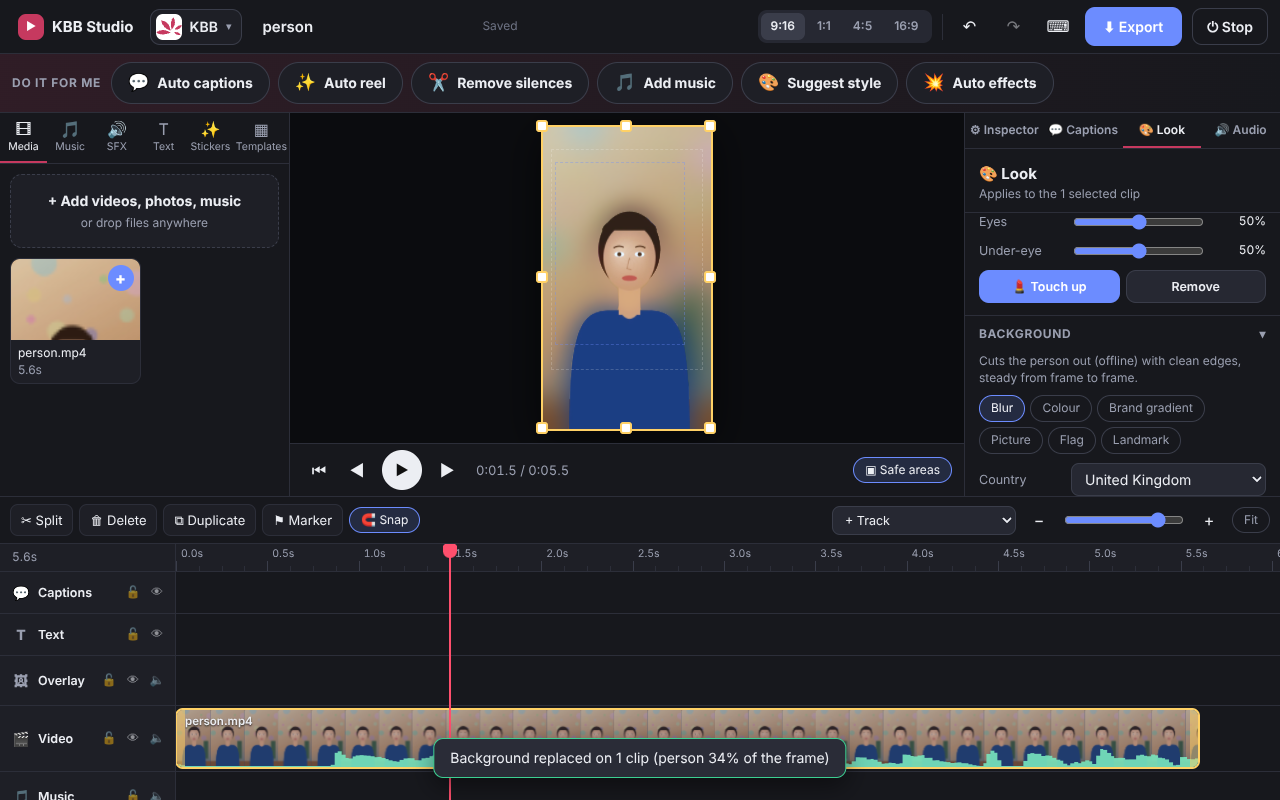 KBB Studio
KBB
person
Saved
9:16
1:1
4:5
16:9
Export
Stop
DO IT FOR ME
Auto captions
Auto reel
Remove silences
Add music
Suggest style
Auto effects
Media
Music
SFX
T
Text
Stickers
Templates
+ Add videos, photos, music
or drop files anywhere
person.mp4
5.6s
0:01.5 / 0:05.5
Safe areas
Inspector
Captions
Look
Audio
Look
Applies to the 1 selected clip
Eyes
50%
Under-eye
50%
Touch up
Remove
BACKGROUND
Cuts the person out (offline) with clean edges,
steady from frame to frame.
Blur
Colour
Brand gradient
Picture
Flag
Landmark
Country
United Kingdom
Split
Delete
Duplicate
Marker
Snap
+ Track
Fit
5.6s
0.0s
0.5s
1.0s
1.5s
2.0s
2.5s
3.0s
3.5s
4.0s
4.5s
5.0s
5.5s
Captions
T Text
Overlay
Video
person.mp4
Background replaced on 1 clip (person 34% of the frame)
Music